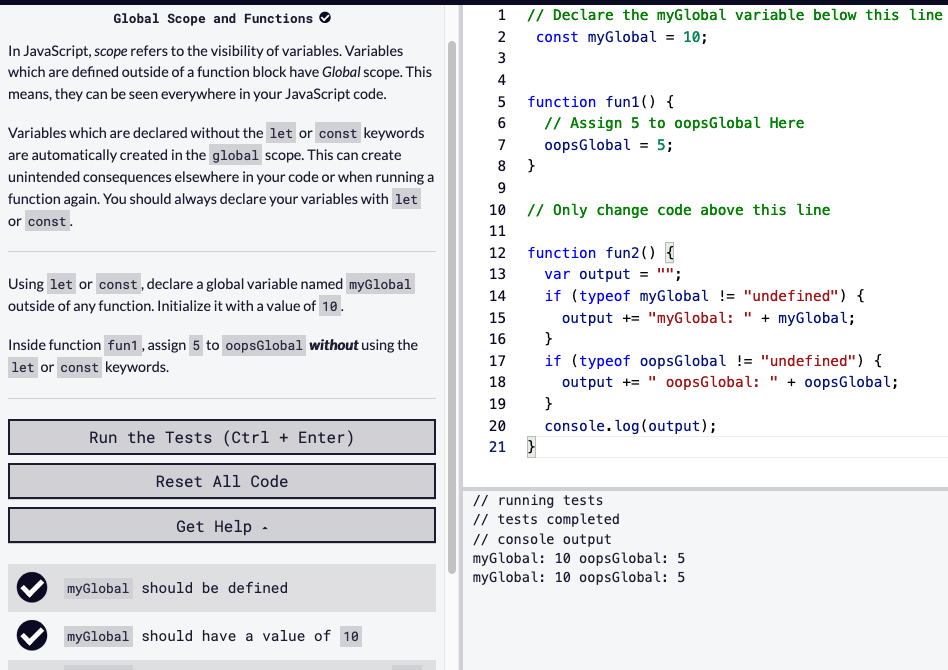 Global Scope and Functions
In JavaScript, scope refers to the visibility of variables. Variables
which are defined outside of a function block have Global scope. This
means, they can be seen everywhere in your JavaScript code.
Variables which are declared without the let or const keywords
are automatically created in the global scope. This can create
unintended consequences elsewhere in your code or when running a
function again. You should always declare your variables with let
or const.
Using let or const, declare a global variable named myGlobal
outside of any function. Initialize it with a value of 10.
Inside function fun1, assign 5 to oopsGlobal without using the
let or const keywords.
Run the Tests (Ctrl + Enter)
Reset All Code
Get Help
myGlobal should be defined
myGlobal should have a value of 10
1 // Declare the myGlobal variable below this line
2 const myGlobal = 10;
3
4
5 function fun1() {
6 // Assign 5 to oopsGlobal Here
7 oopsGlobal = 5;
8 }
9
10 // Only change code above this line
11
12 function fun2() {
13 var output = "";
14 if (typeof myGlobal != "undefined") {
15 output += "myGlobal: " + myGlobal;
16 }
17 if (typeof oopsGlobal != "undefined") {
18 output += " oopsGlobal: " + oopsGlobal;
19 }
20 console.log(output);
21 }
// running tests
// tests completed
// console output
myGlobal: 10 oopsGlobal: 5
myGlobal: 10 oopsGlobal: 5